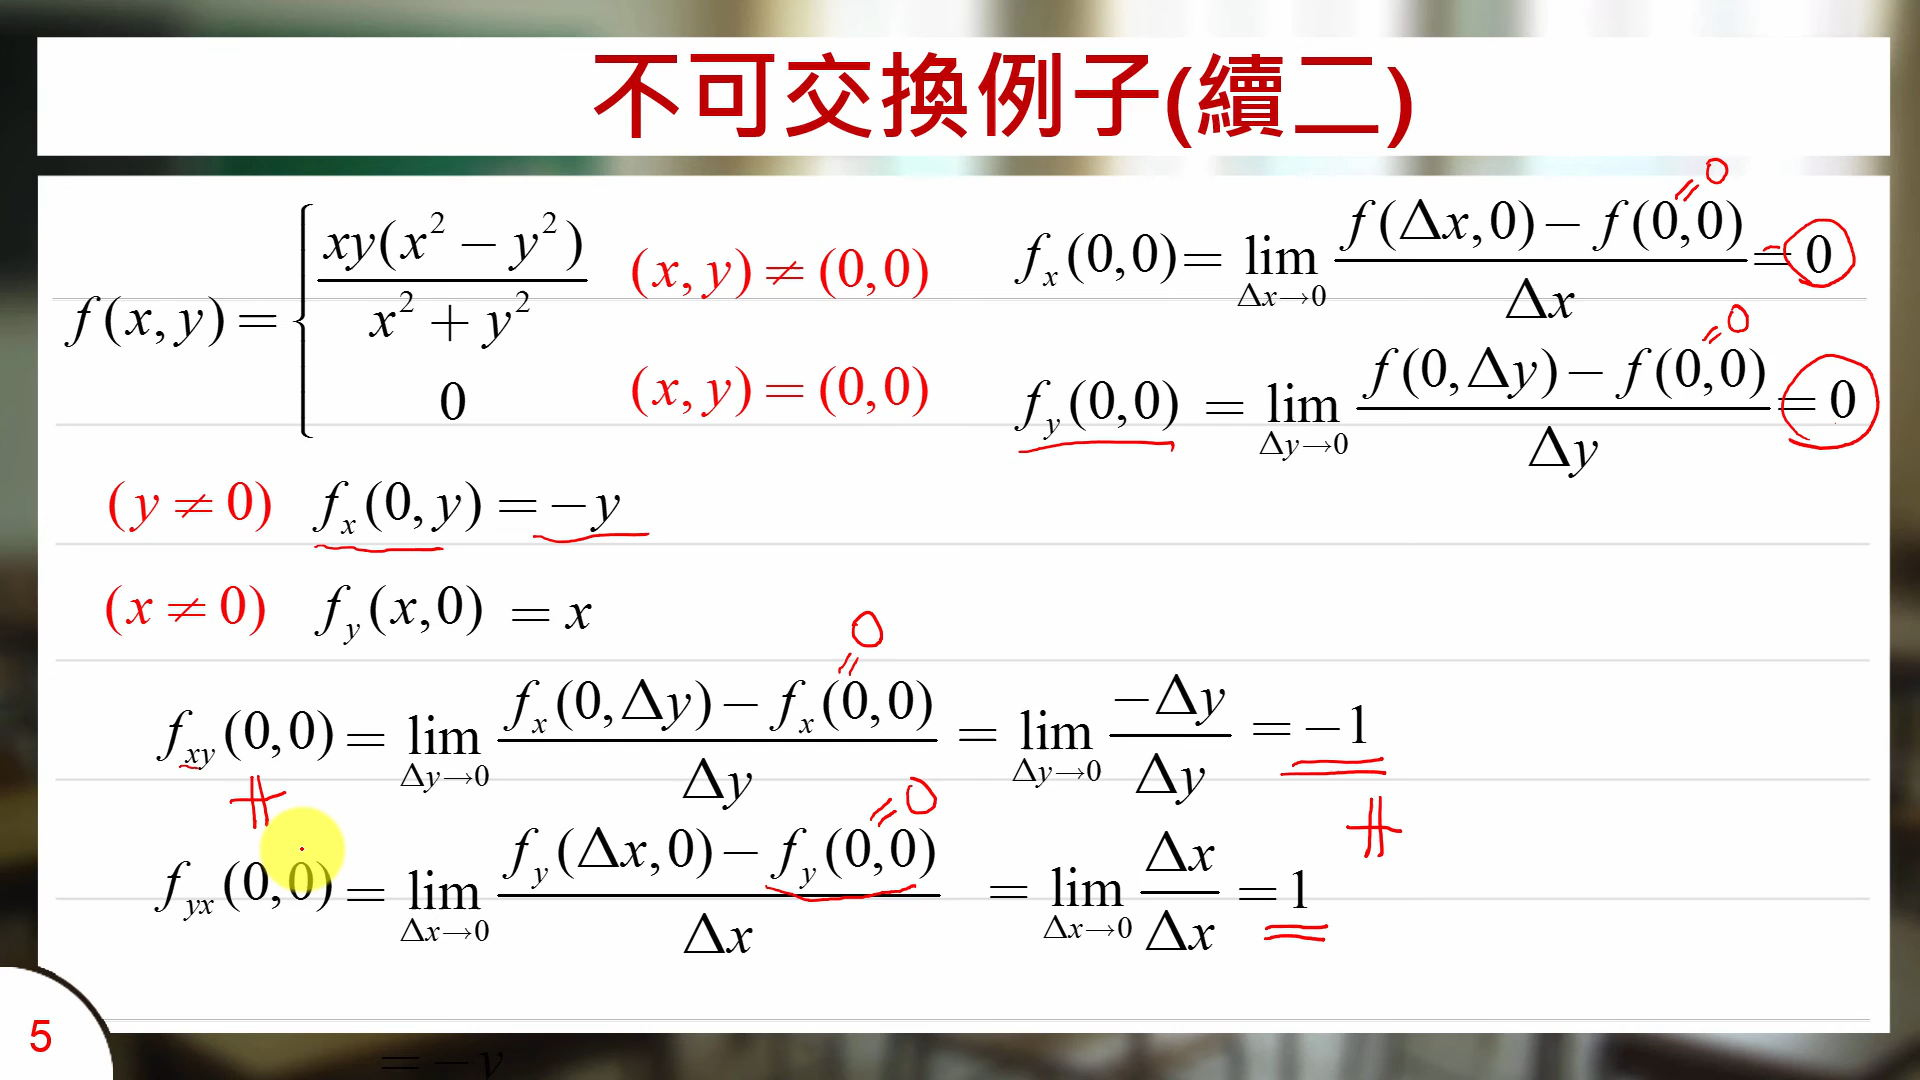 不可交換例子(續二)
f(x,y) = { xy(x² − y²) / (x² + y²) (x,y) ≠ (0,0)
0 (x,y) = (0,0)
f_x(0,0) = lim_{Δx→0} (f(Δx,0) − f(0,0)) / Δx = 0
= 0
f_y(0,0) = lim_{Δy→0} (f(0,Δy) − f(0,0)) / Δy = 0
= 0
(y ≠ 0) f_x(0,y) = −y
(x ≠ 0) f_y(x,0) = x
f_xy(0,0) = lim_{Δy→0} (f_x(0,Δy) − f_x(0,0)) / Δy = lim_{Δy→0} −Δy / Δy = −1
= 0
≠ ≠
f_yx(0,0) = lim_{Δx→0} (f_y(Δx,0) − f_y(0,0)) / Δx = lim_{Δx→0} Δx / Δx = 1
= 0
5
= −y